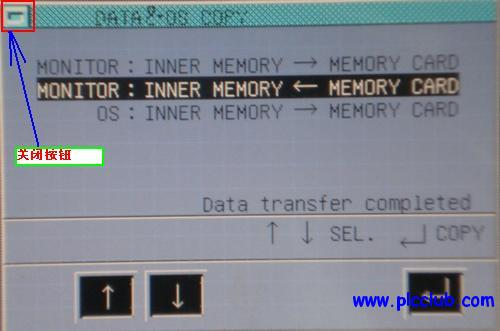 DATA & OS COPY
MONITOR : INNER MEMORY → MEMORY CARD
MONITOR : INNER MEMORY ← MEMORY CARD
OS : INNER MEMORY → MEMORY CARD
关闭按钮
Data transfer completed
↑ ↓ SEL. ↵ COPY
↑ ↓ ↵
www.plcclub.com